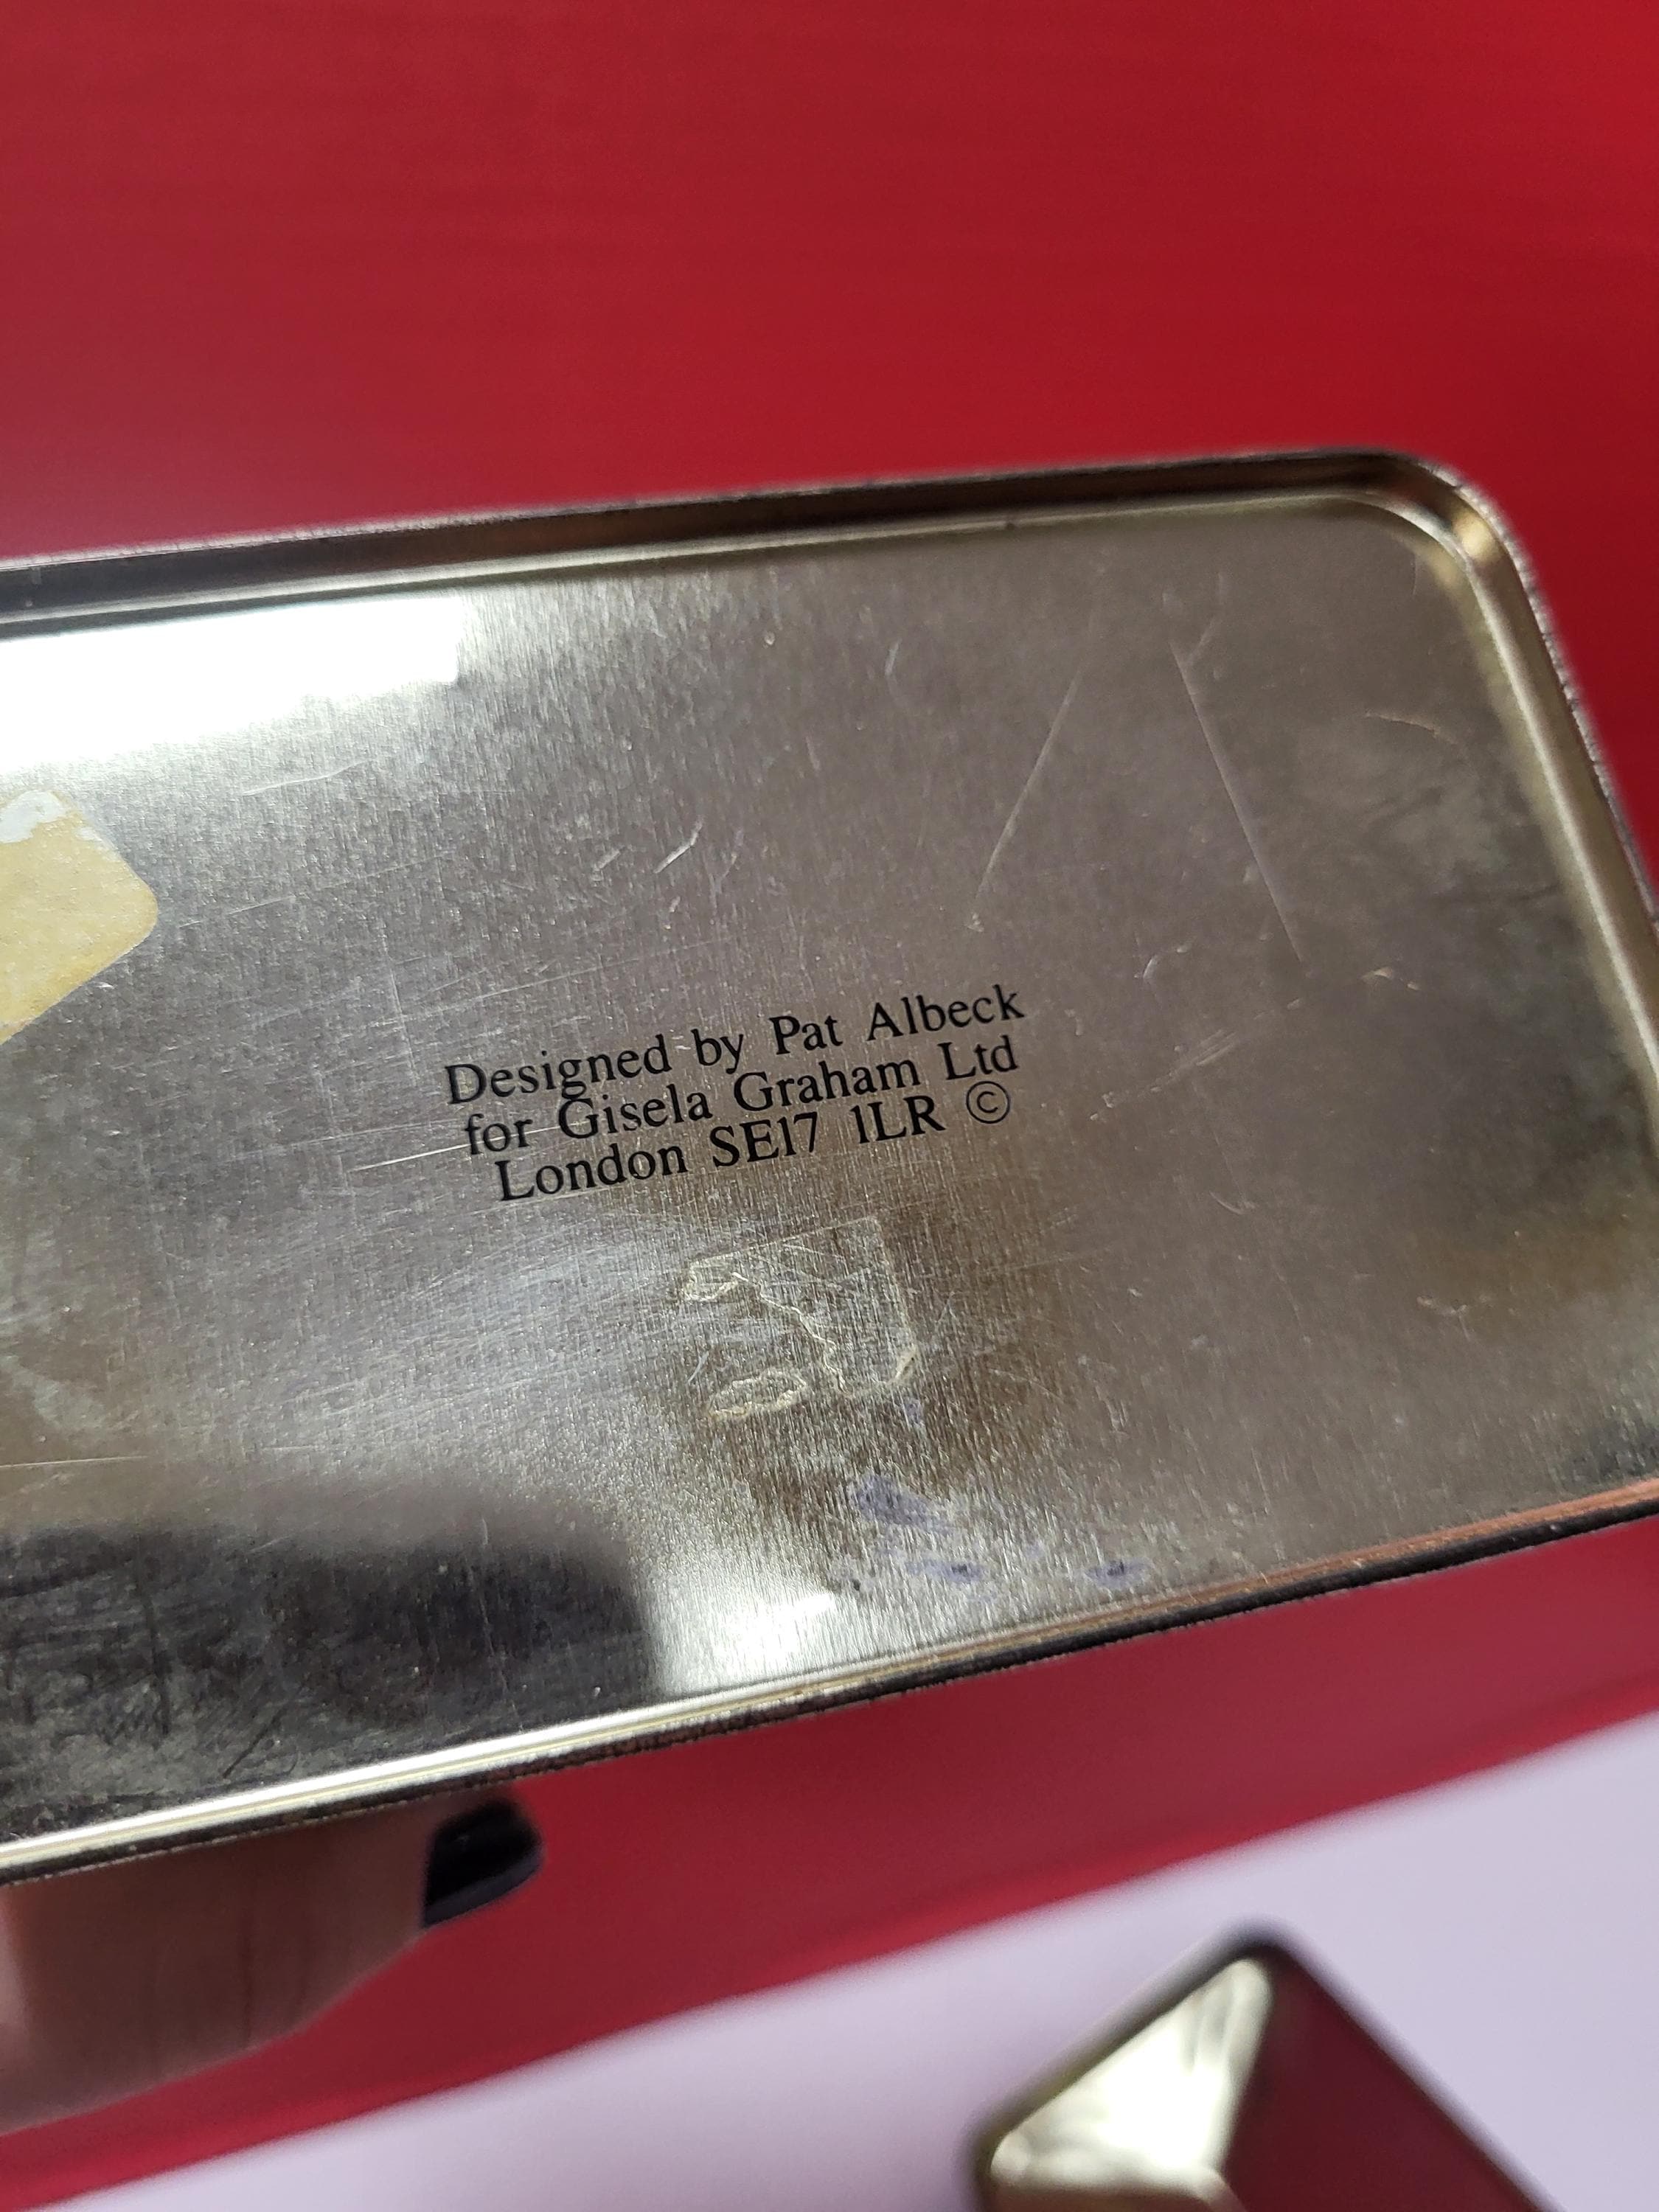 Designed by Pat Albeck
for Gisela Graham Ltd
London SE17 1LR ©